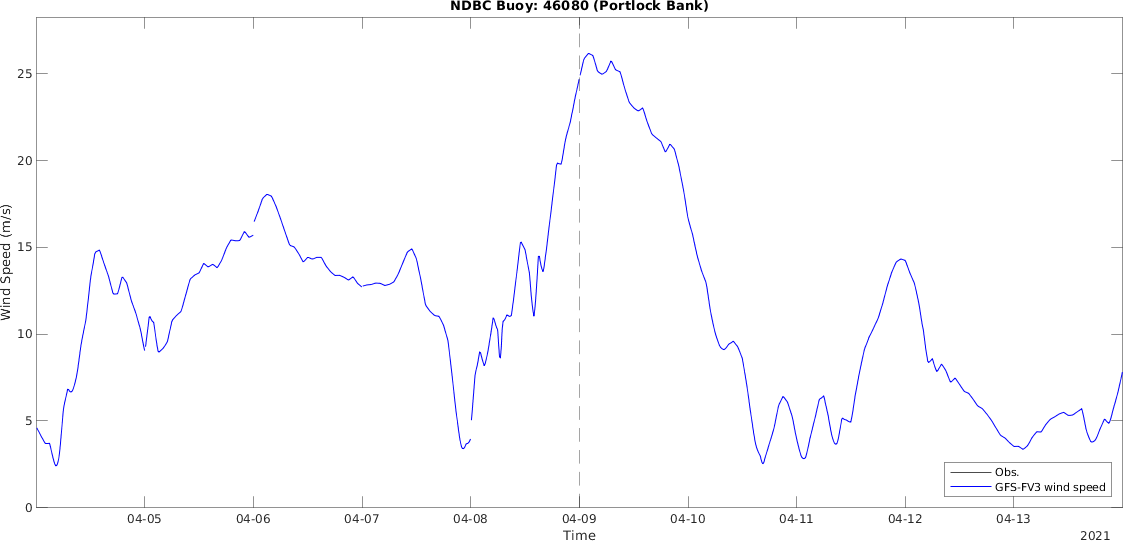 NDBC Buoy: 46080 (Portlock Bank)
Wind Speed (m/s)
25
20
15
10
5
0
Obs.
GFS-FV3 wind speed
04-05 04-06 04-07 04-08 04-09 04-10 04-11 04-12 04-13
Time
2021